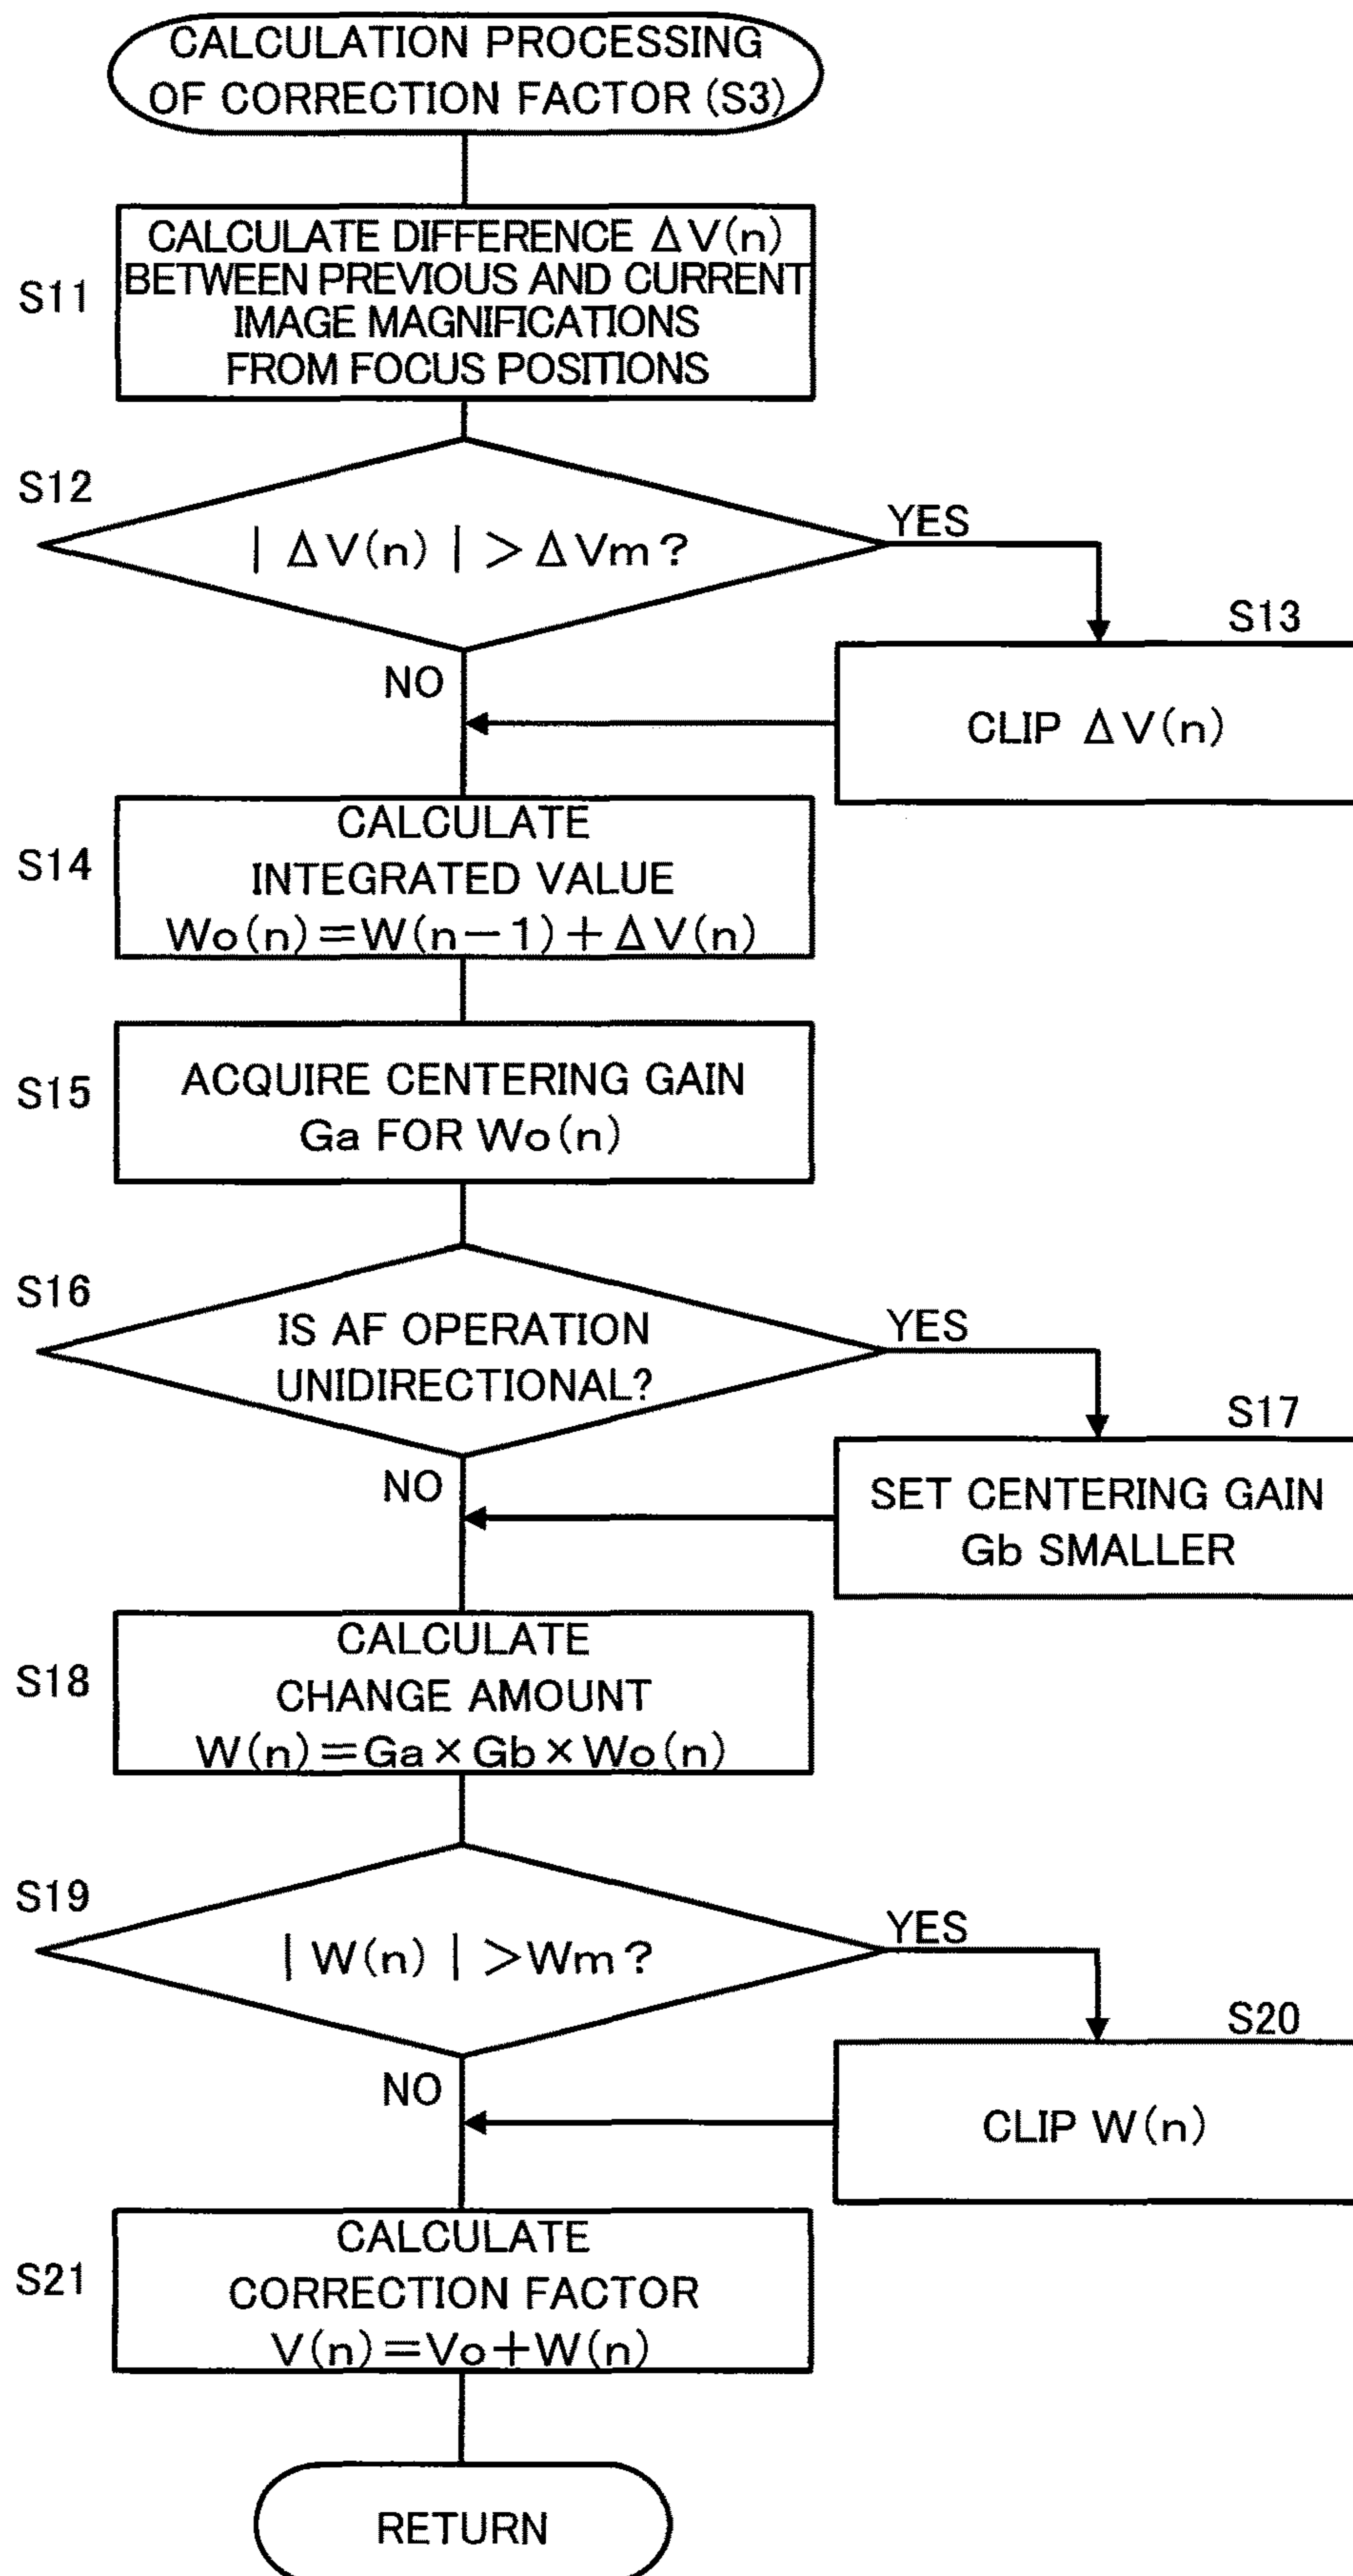 CALCULATION PROCESSING
OF CORRECTION FACTOR (S3)
S11
CALCULATE DIFFERENCE ΔV(n)
BETWEEN PREVIOUS AND CURRENT
IMAGE MAGNIFICATIONS
FROM FOCUS POSITIONS
S12
| ΔV(n) | > ΔVm ?
YES
NO
S13
CLIP ΔV(n)
S14
CALCULATE
INTEGRATED VALUE
Wo(n)=W(n−1)+ΔV(n)
S15
ACQUIRE CENTERING GAIN
Ga FOR Wo(n)
S16
IS AF OPERATION
UNIDIRECTIONAL?
YES
NO
S17
SET CENTERING GAIN
Gb SMALLER
S18
CALCULATE
CHANGE AMOUNT
W(n)=Ga×Gb×Wo(n)
S19
| W(n) | >Wm ?
YES
NO
S20
CLIP W(n)
S21
CALCULATE
CORRECTION FACTOR
V(n)=Vo+W(n)
RETURN